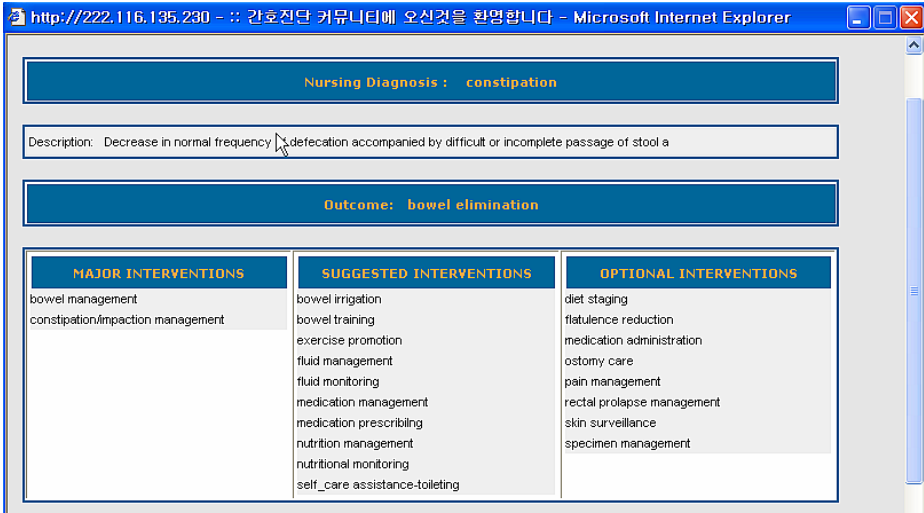 http://222.116.135.230 - :: 간호진단 커뮤니티에 오신것을 환영합니다 - Microsoft Internet Explorer
Nursing Diagnosis : constipation
Description: Decrease in normal frequency defecation accompanied by difficult or incomplete passage of stool a
Outcome: bowel elimination
MAJOR INTERVENTIONS
bowel management
constipation/impaction management
SUGGESTED INTERVENTIONS
bowel irrigation
bowel training
exercise promotion
fluid management
fluid monitoring
medication management
medication prescribilng
nutrition management
nutritional monitoring
self_care assistance-toileting
OPTIONAL INTERVENTIONS
diet staging
flatulence reduction
medication administration
ostomy care
pain management
rectal prolapse management
skin surveillance
specimen management